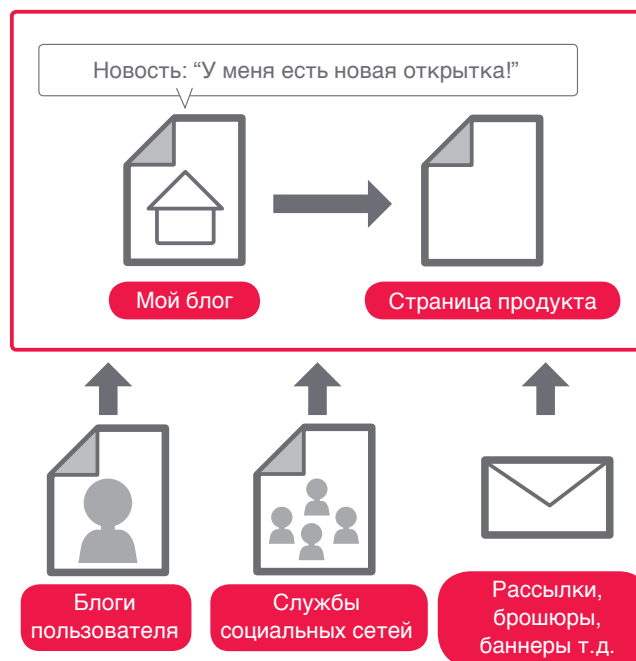 Новость: “У меня есть новая открытка!”
Мой блог
Страница продукта
Блоги
пользователя
Службы
социальных сетей
Рассылки,
брошюры,
баннеры т.д.